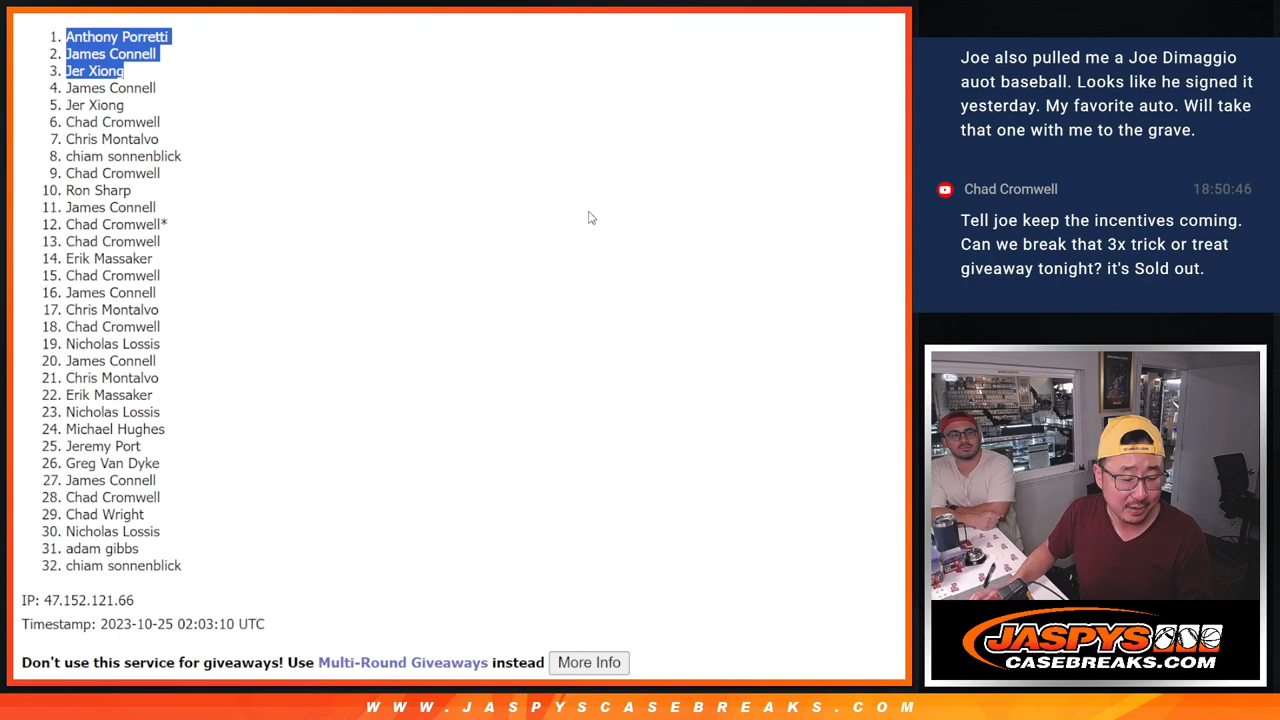 1. Anthony Porretti
2. James Connell
3. Jer Xiong
4. James Connell
5. Jer Xiong
6. Chad Cromwell
7. Chris Montalvo
8. chiam sonnenblick
9. Chad Cromwell
10. Ron Sharp
11. James Connell
12. Chad Cromwell*
13. Chad Cromwell
14. Erik Massaker
15. Chad Cromwell
16. James Connell
17. Chris Montalvo
18. Chad Cromwell
19. Nicholas Lossis
20. James Connell
21. Chris Montalvo
22. Erik Massaker
23. Nicholas Lossis
24. Michael Hughes
25. Jeremy Port
26. Greg Van Dyke
27. James Connell
28. Chad Cromwell
29. Chad Wright
30. Nicholas Lossis
31. adam gibbs
32. chiam sonnenblick
IP: 47.152.121.66
Timestamp: 2023-10-25 02:03:10 UTC
Don't use this service for giveaways! Use Multi-Round Giveaways instead More Info
Joe also pulled me a Joe Dimaggio
auot baseball. Looks like he signed it
yesterday. My favorite auto. Will take
that one with me to the grave.
Chad Cromwell 18:50:46
Tell joe keep the incentives coming.
Can we break that 3x trick or treat
giveaway tonight? it's Sold out.
JASPYS
CASEBREAKS.COM
WWW.JASPYSCASEBREAKS.COM